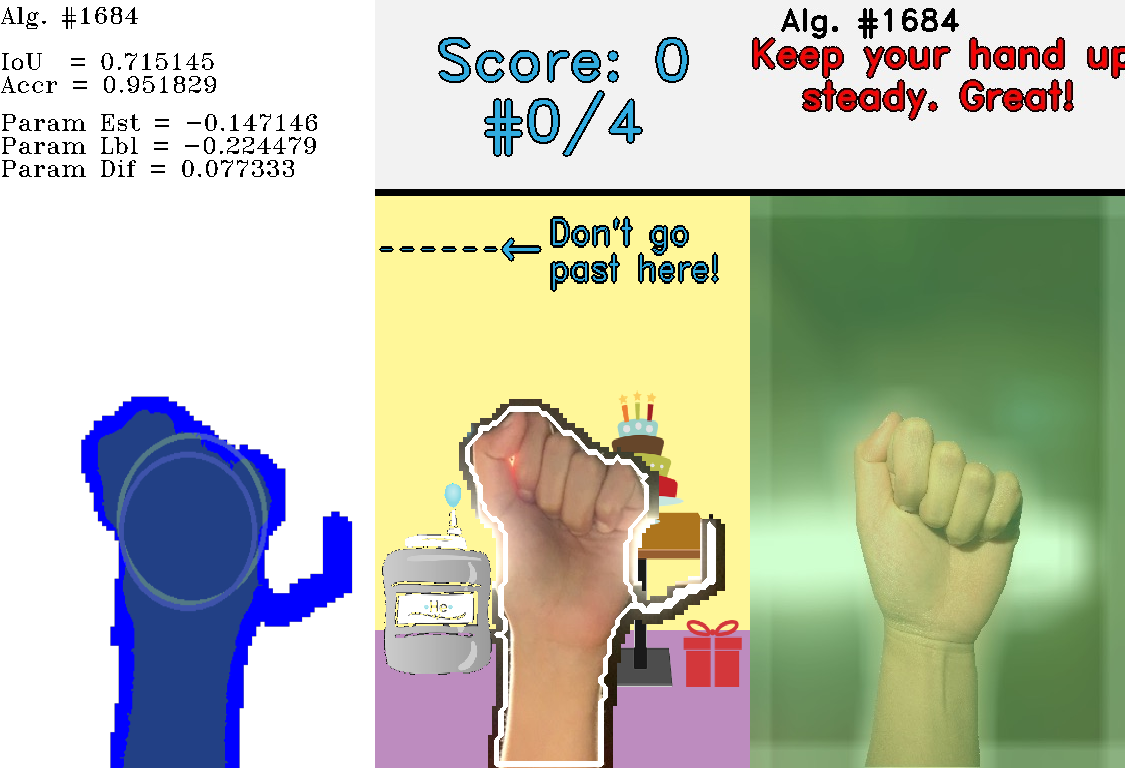 Alg. #1684
IoU = 0.715145
Accr = 0.951829
Param Est = -0.147146
Param Lbl = -0.224479
Param Dif = 0.077333
Score: 0
#0/4
Alg. #1684
Keep your hand up
steady. Great!
Don't go
past here!